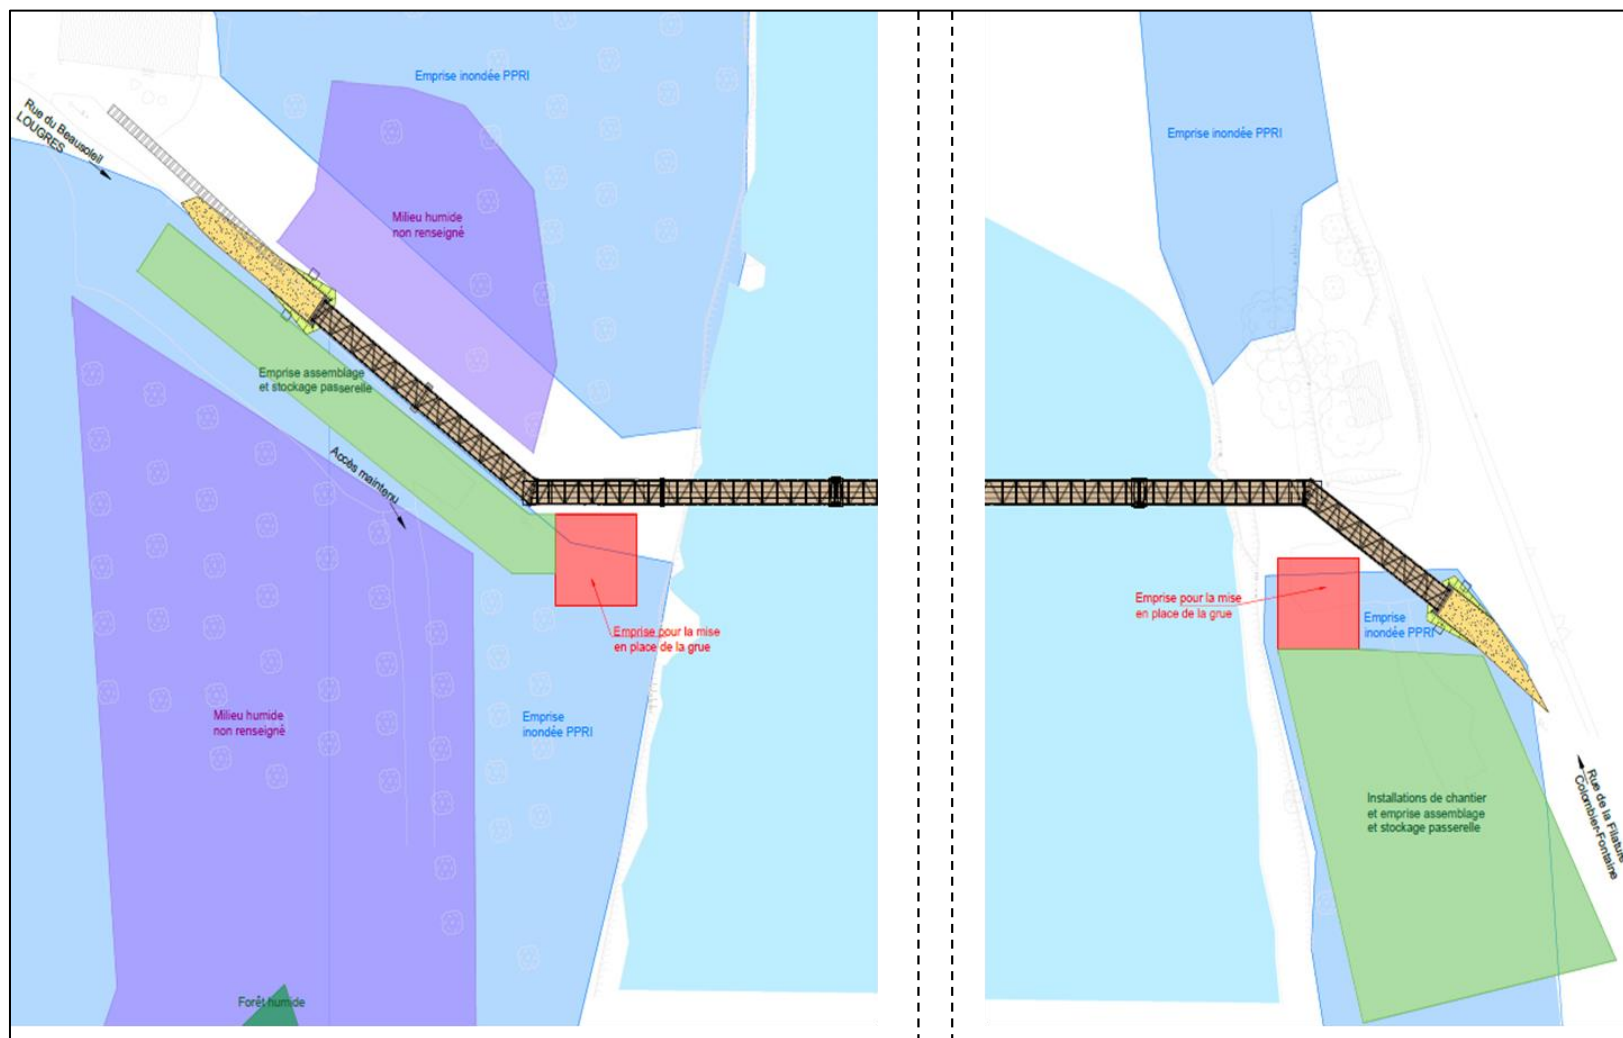 Emprise inondée PPRI
Rue du Beausoleil
LOUGRES
Milieu humide
non renseigné
Emprise assemblage
et stockage passerelle
Accès maintenu
Emprise pour la mise
en place de la grue
Milieu humide
non renseigné
Emprise
inondée PPRI
Forêt humide
Emprise inondée PPRI
Emprise pour la mise
en place de la grue
Emprise
inondée PPRI
Installations de chantier
et emprise assemblage
et stockage passerelle
Rue de la Filature
Colombier-Fontaine